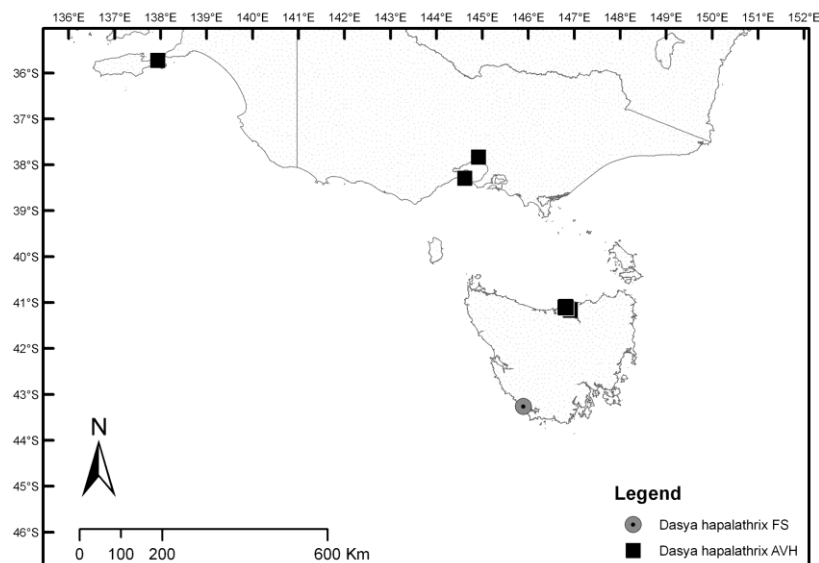 136°E 137°E 138°E 139°E 140°E 141°E 142°E 143°E 144°E 145°E 146°E 147°E 148°E 149°E 150°E 151°E 152°E
36°S
37°S
38°S
39°S
40°S
41°S
42°S
43°S
44°S
45°S
46°S
N
0 100 200 600 Km
Legend
Dasya hapalathrix FS
Dasya hapalathrix AVH